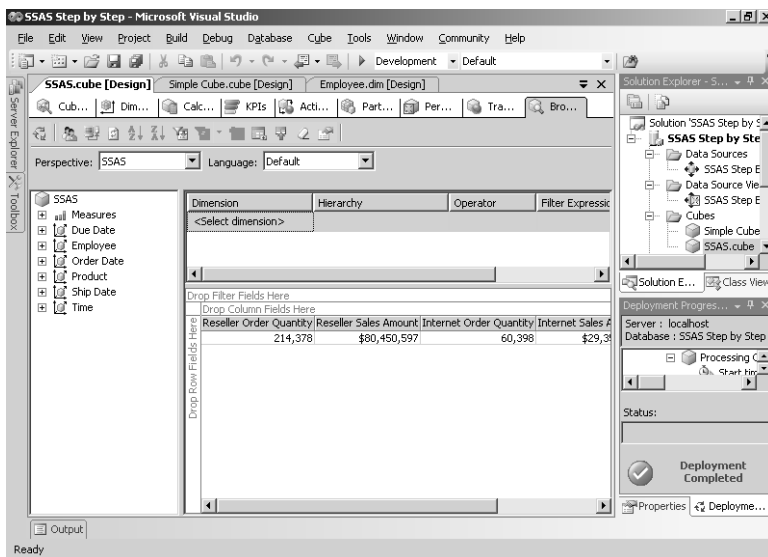 SSAS Step by Step - Microsoft Visual Studio
File Edit View Project Build Debug Database Cube Tools Window Community Help
Development Default
SSAS.cube [Design] Simple Cube.cube [Design] Employee.dim [Design]
Cub... Dim... Calc... KPIs Acti... Part... Per... Tra... Bro...
Perspective: SSAS Language: Default
Server Explorer
Toolbox
SSAS
Measures
Due Date
Employee
Order Date
Product
Ship Date
Time
Dimension Hierarchy Operator Filter Expressio
<Select dimension>
Drop Filter Fields Here
Drop Column Fields Here
Drop Row Fields Here
Reseller Order Quantity Reseller Sales Amount Internet Order Quantity Internet Sales A
214,378 $80,450,597 60,398 $29,35
Solution Explorer - S...
Solution 'SSAS Step by S
SSAS Step by Ste
Data Sources
SSAS Step B
Data Source Vie
SSAS Step B
Cubes
Simple Cube
SSAS.cube
Solution E... Class View
Deployment Progres...
Server : localhost
Database : SSAS Step by Step
Processing C
Start tim
Status:
Deployment
Completed
Properties Deployme...
Output
Ready